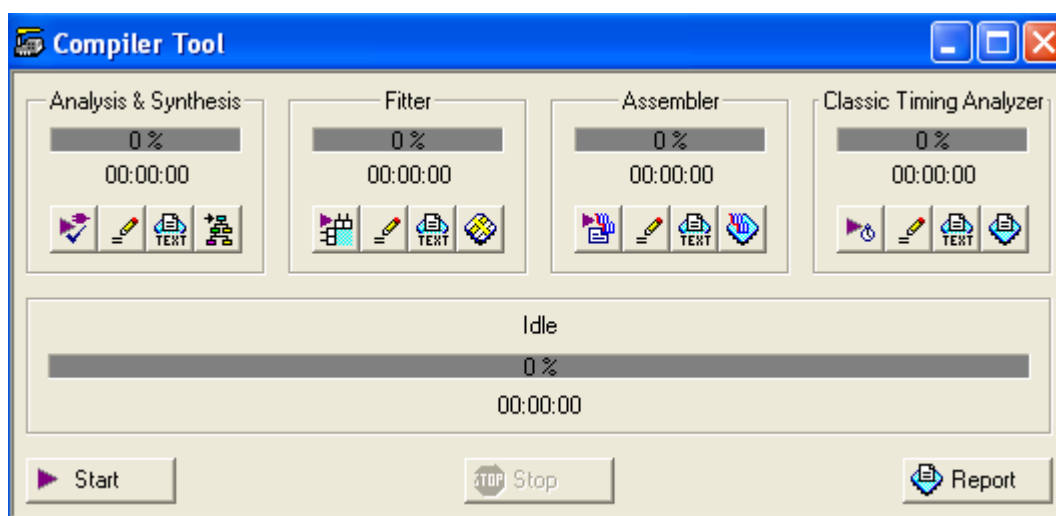 Compiler Tool
Analysis & Synthesis Fitter Assembler Classic Timing Analyzer
0 % 0 % 0 % 0 %
00:00:00 00:00:00 00:00:00 00:00:00
TEXT TEXT TEXT TEXT
Idle
0 %
00:00:00
Start STOP Stop Report